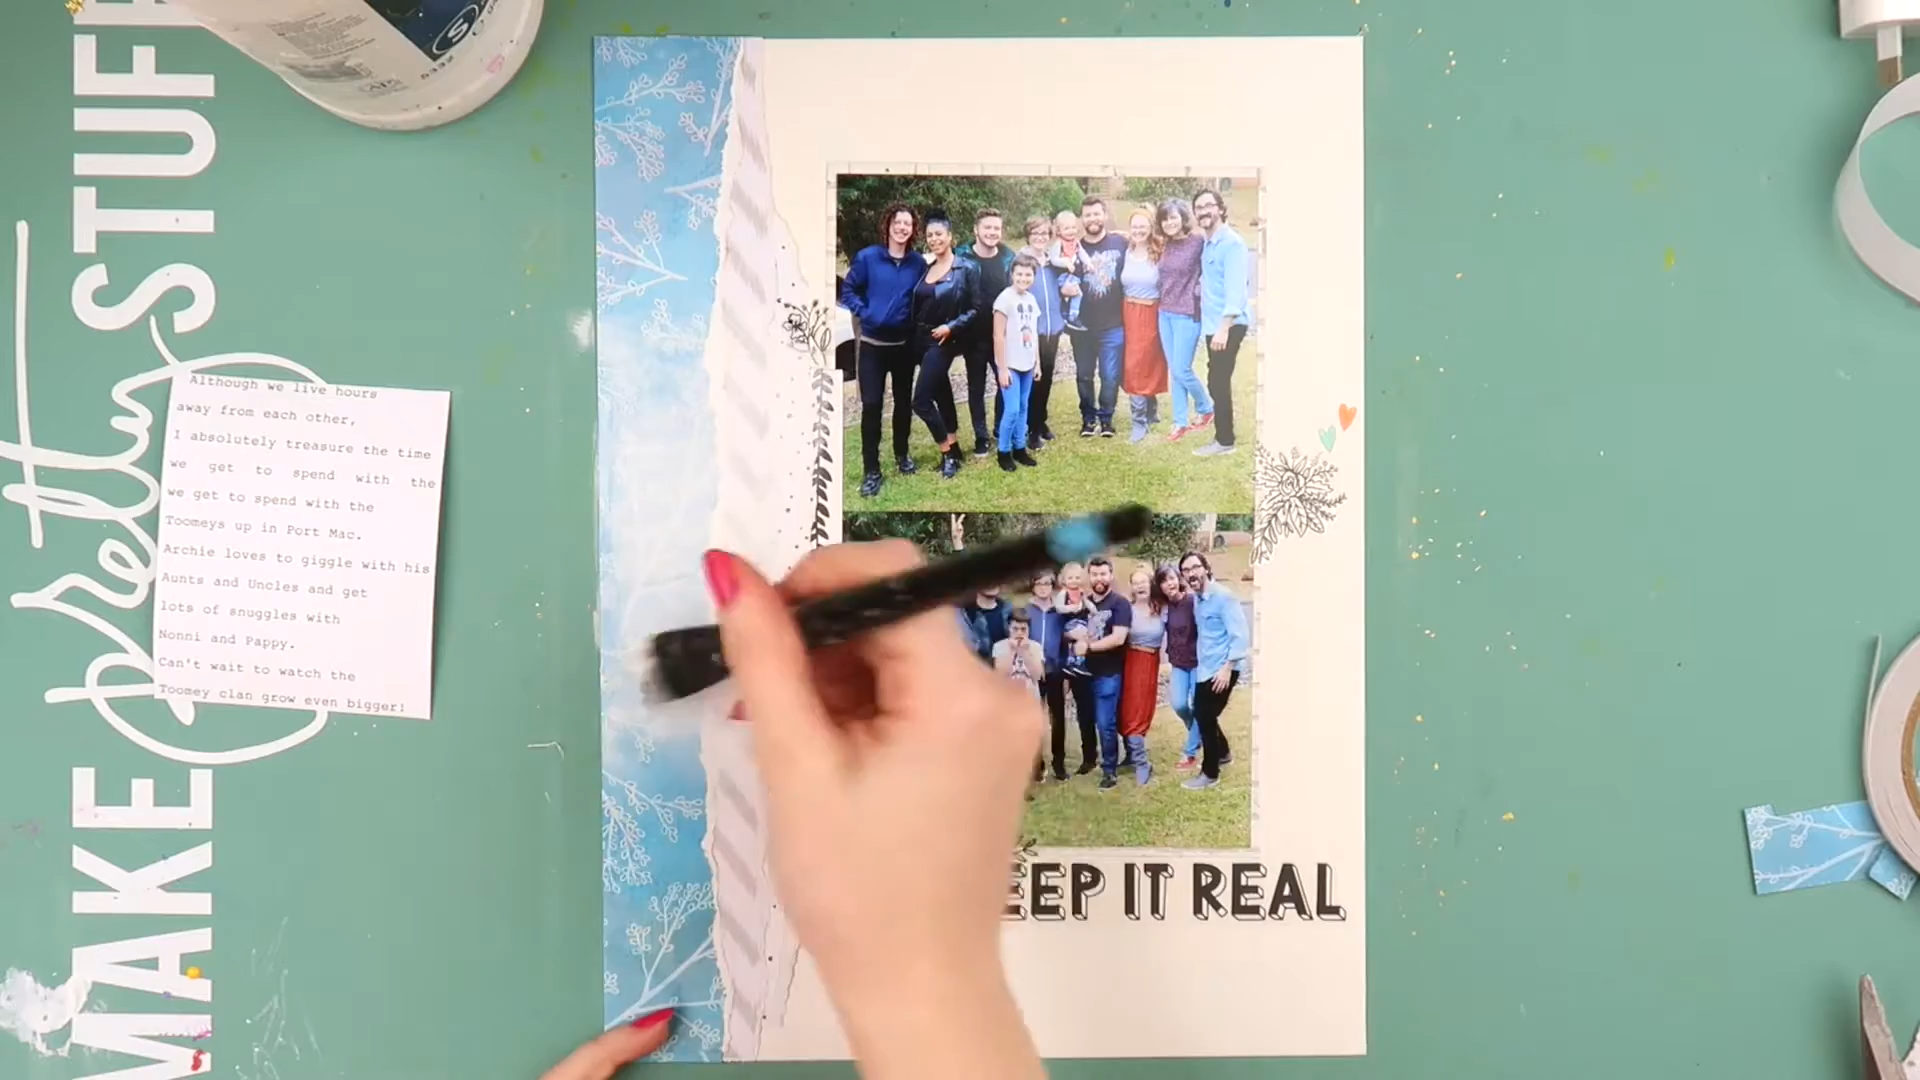 MAKE
pretty
STUFF
Although we live hours
away from each other,
I absolutely treasure the time
we get to spend with the
we get to spend with the
Toomeys up in Port Mac.
Archie loves to giggle with his
Aunts and Uncles and get
lots of snuggles with
Nonni and Pappy.
Can't wait to watch the
Toomey clan grow even bigger!
EEP IT REAL